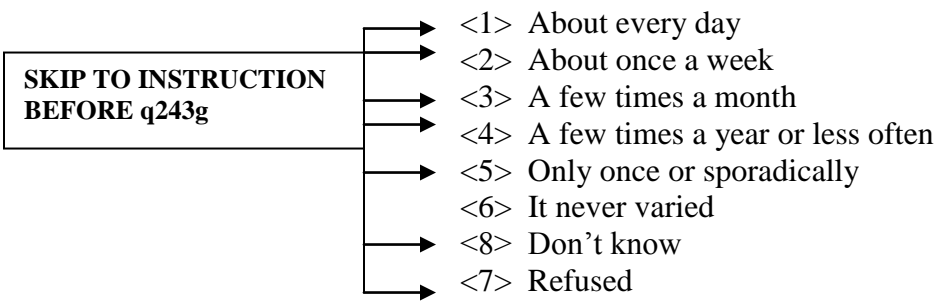 SKIP TO INSTRUCTION
BEFORE q243g
<1> About every day
<2> About once a week
<3> A few times a month
<4> A few times a year or less often
<5> Only once or sporadically
<6> It never varied
<8> Don’t know
<7> Refused